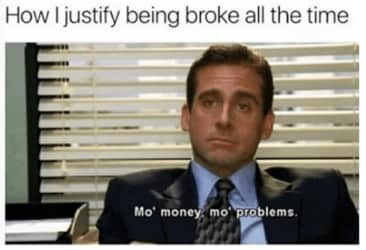 How I justify being broke all the time
Mo' money, mo' problems.